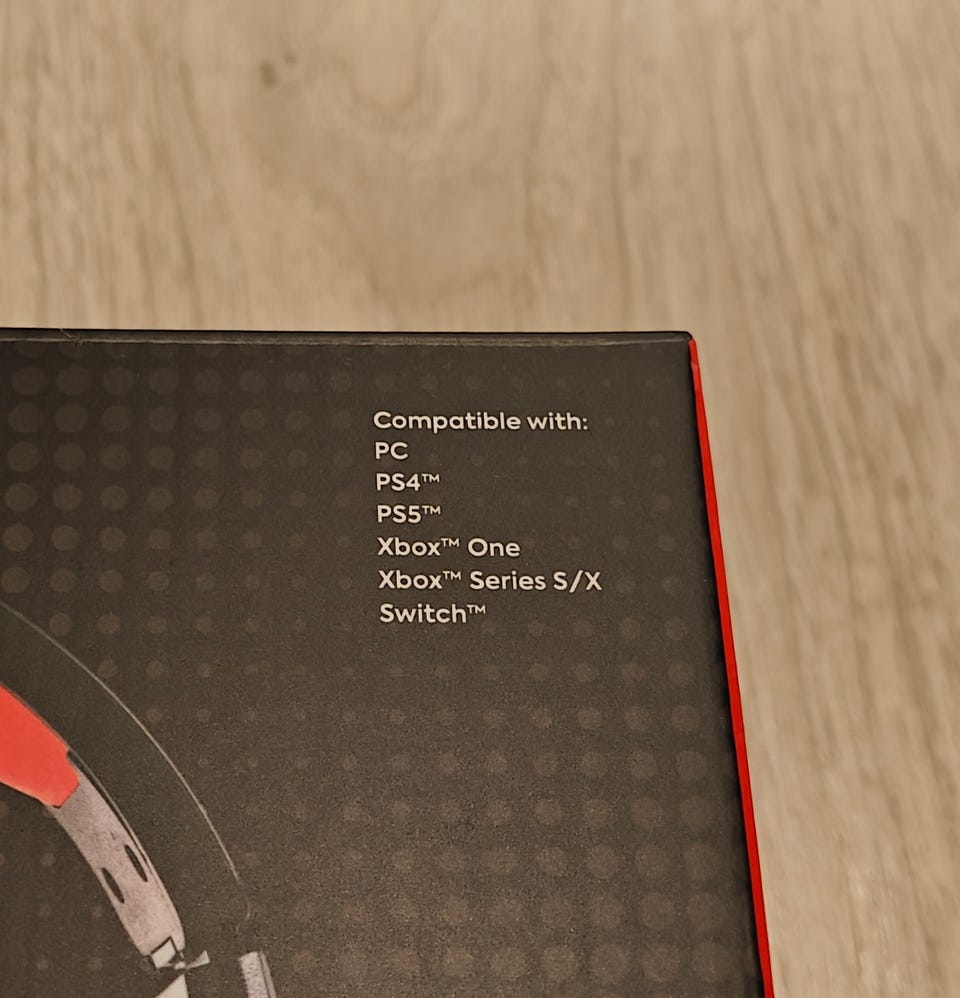 Compatible with:
PC
PS4™
PS5™
Xbox™ One
Xbox™ Series S/X
Switch™